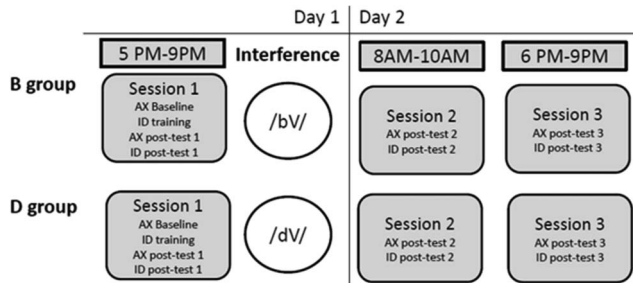 Day 1 Day 2
5 PM-9PM Interference 8AM-10AM 6 PM-9PM
B group
Session 1
AX Baseline
ID training
AX post-test 1
ID post-test 1
/bV/
Session 2
AX post-test 2
ID post-test 2
Session 3
AX post-test 3
ID post-test 3
D group
Session 1
AX Baseline
ID training
AX post-test 1
ID post-test 1
/dV/
Session 2
AX post-test 2
ID post-test 2
Session 3
AX post-test 3
ID post-test 3